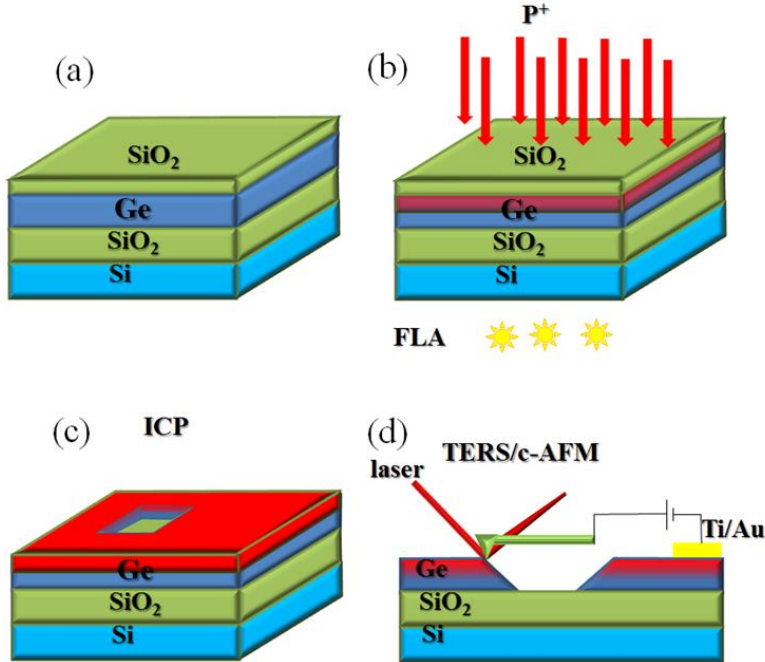 (a)
SiO₂
Ge
SiO₂
Si
P⁺
(b)
SiO₂
Ge
SiO₂
Si
FLA
(c)
ICP
Ge
SiO₂
Si
(d)
TERS/c-AFM
laser
Ti/Au
Ge
SiO₂
Si